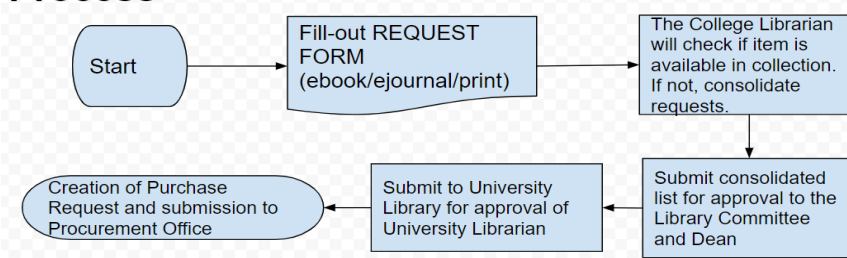 Start
Fill-out REQUEST
FORM
(ebook/ejournal/print)
The College Librarian
will check if item is
available in collection.
If not, consolidate
requests.
Submit consolidated
list for approval to the
Library Committee
and Dean
Submit to University
Library for approval of
University Librarian
Creation of Purchase
Request and submission to
Procurement Office